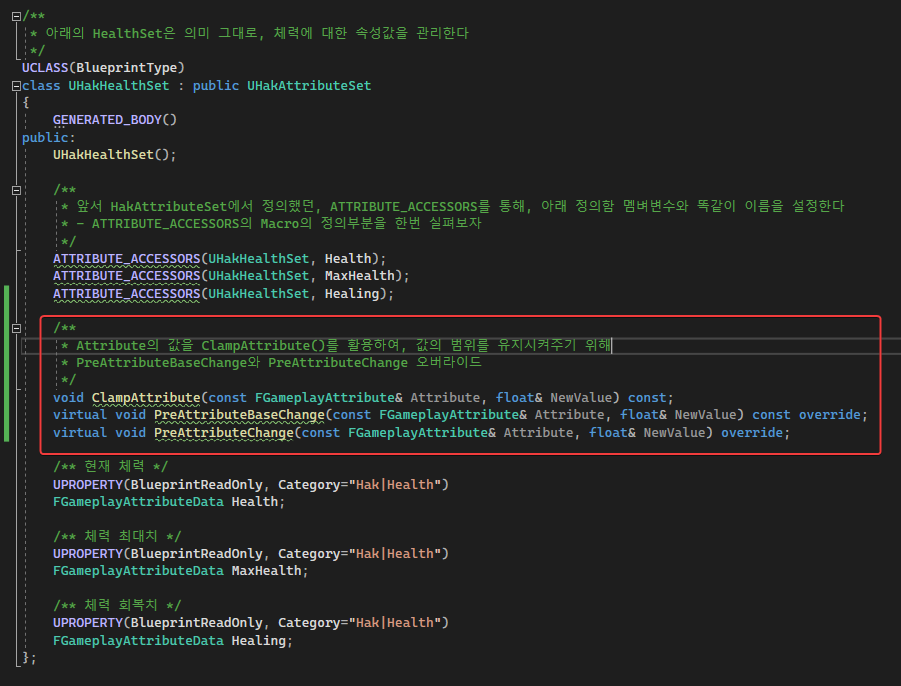 /**
 * 아래의 HealthSet은 의미 그대로, 체력에 대한 속성값을 관리한다
 */
UCLASS(BlueprintType)
class UHakHealthSet : public UHakAttributeSet
{
    GENERATED_BODY()
public:
    UHakHealthSet();

    /**
     * 앞서 HakAttributeSet에서 정의했던, ATTRIBUTE_ACCESSORS를 통해, 아래 정의함 멤벼변수와 똑같이 이름을 설정한다
     * - ATTRIBUTE_ACCESSORS의 Macro의 정의부분을 한번 실펴보자
     */
    ATTRIBUTE_ACCESSORS(UHakHealthSet, Health);
    ATTRIBUTE_ACCESSORS(UHakHealthSet, MaxHealth);
    ATTRIBUTE_ACCESSORS(UHakHealthSet, Healing);

    /**
     * Attribute의 값을 ClampAttribute()를 활용하여, 값의 범위를 유지시켜주기 위해
     * PreAttributeBaseChange와 PreAttributeChange 오버라이드
     */
    void ClampAttribute(const FGameplayAttribute& Attribute, float& NewValue) const;
    virtual void PreAttributeBaseChange(const FGameplayAttribute& Attribute, float& NewValue) const override;
    virtual void PreAttributeChange(const FGameplayAttribute& Attribute, float& NewValue) override;

    /** 현재 체력 */
    UPROPERTY(BlueprintReadOnly, Category="Hak|Health")
    FGameplayAttributeData Health;

    /** 체력 최대치 */
    UPROPERTY(BlueprintReadOnly, Category="Hak|Health")
    FGameplayAttributeData MaxHealth;

    /** 체력 회복치 */
    UPROPERTY(BlueprintReadOnly, Category="Hak|Health")
    FGameplayAttributeData Healing;
};